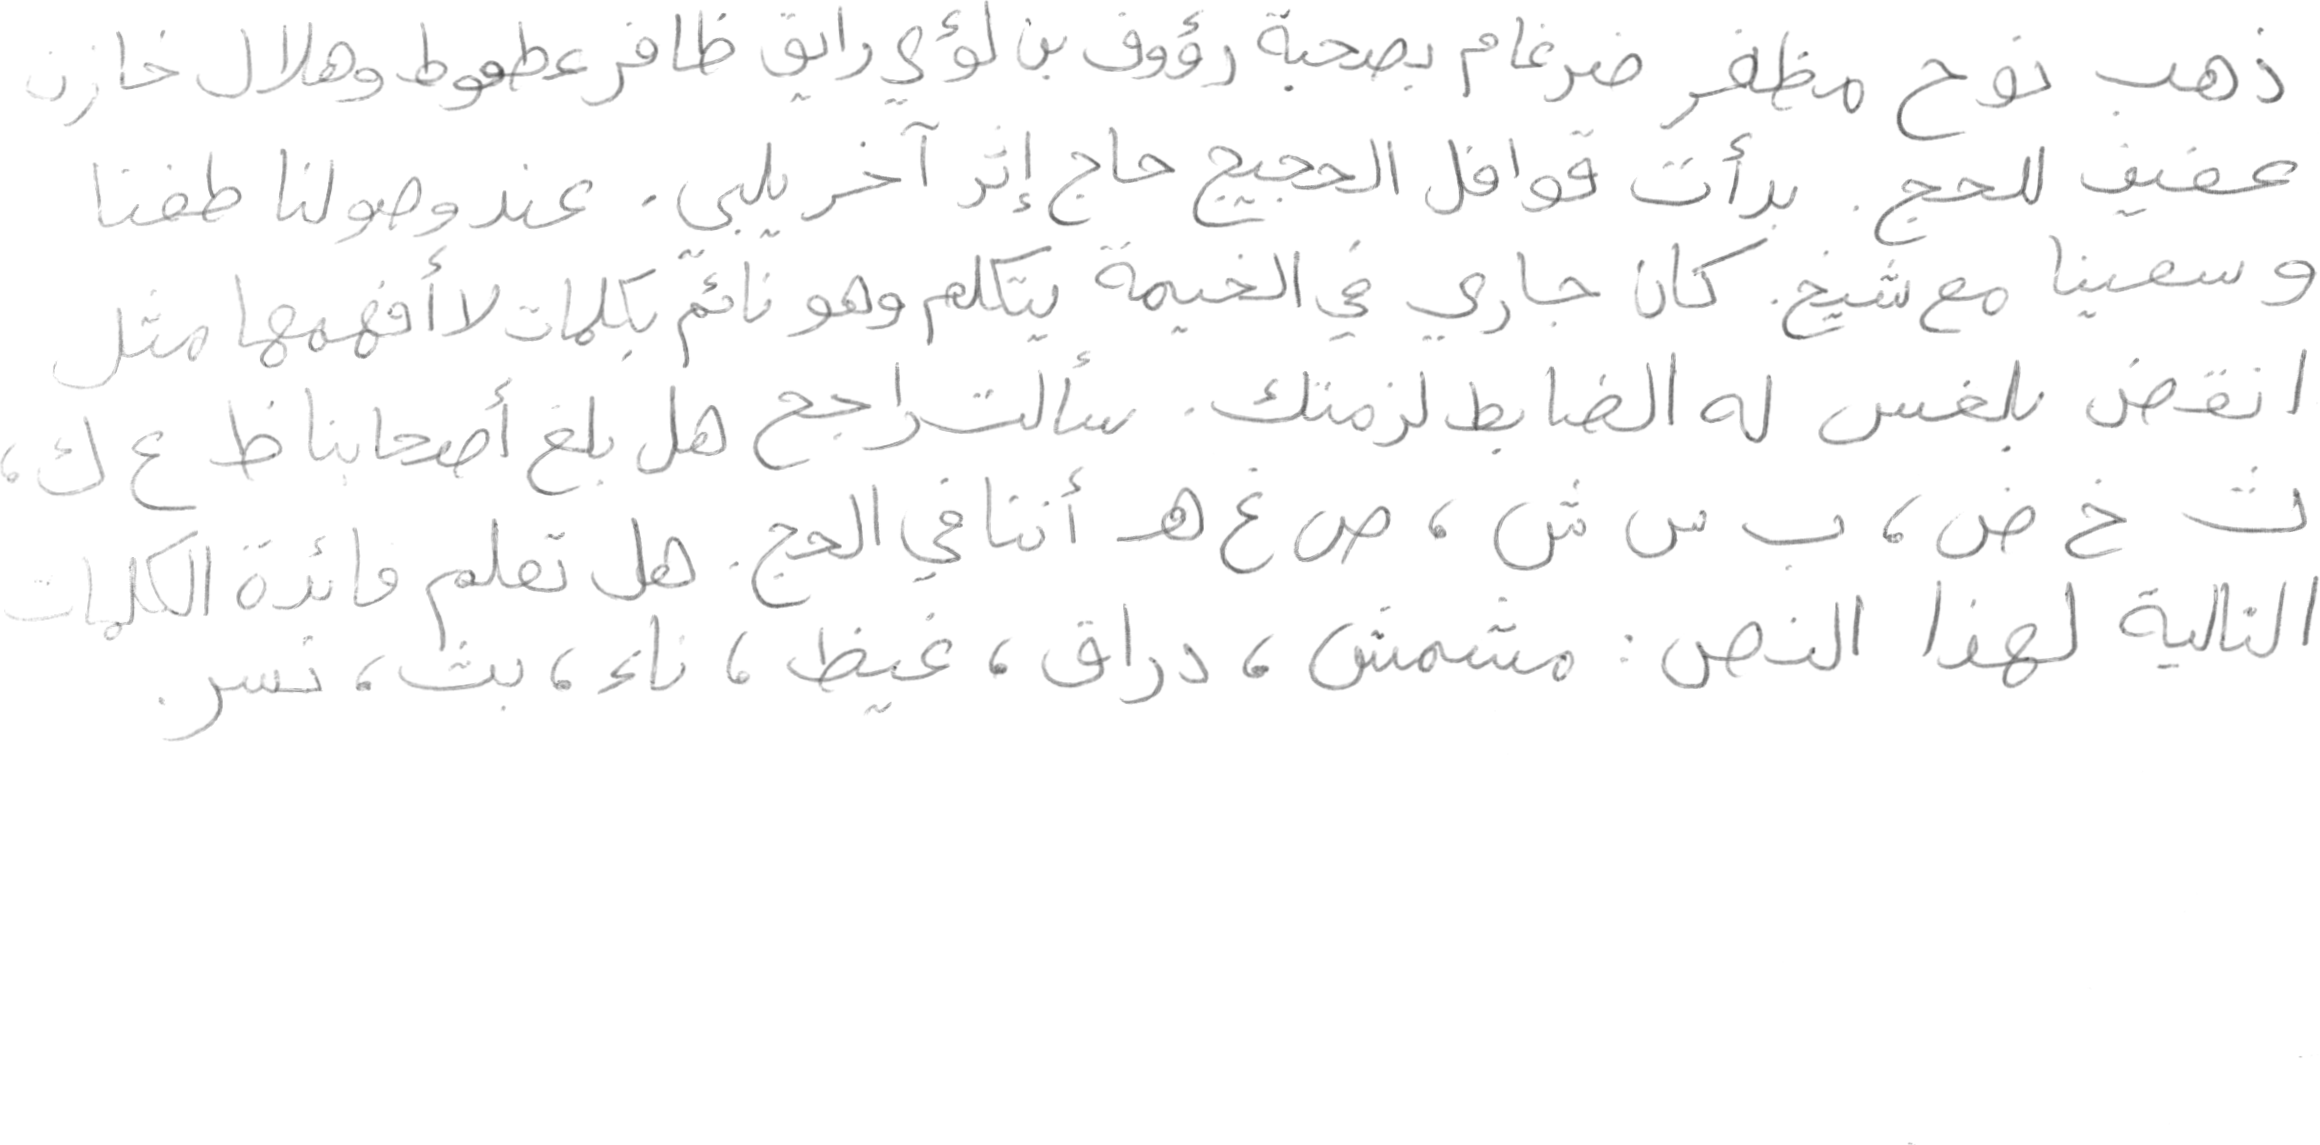 ذهب نوح مظفر ضرغام بصحبة رؤوف بن لؤي رايق ظافر عطعوط وهلال خازن
عفيف للحج. بدأت قوافل الحجيج حاج إثر آخر يلبي. عند وصولنا طفنا
وسعينا مع شيخ. كان جاري في الخيمة يتكلم وهو نائم بكلمات لا أفهمها مثل
انقض بلغس له الضابط لزمتك. سألت راجح هل بلغ أصحابنا ظ ع ك،
ث خ ض، ب س ش، ص غ هـ أننا في الحج. هل تعلم فائدة الكلمات
التالية لهذا النص: مشمش، دراق، غيظ، ناء، بث، نسر.